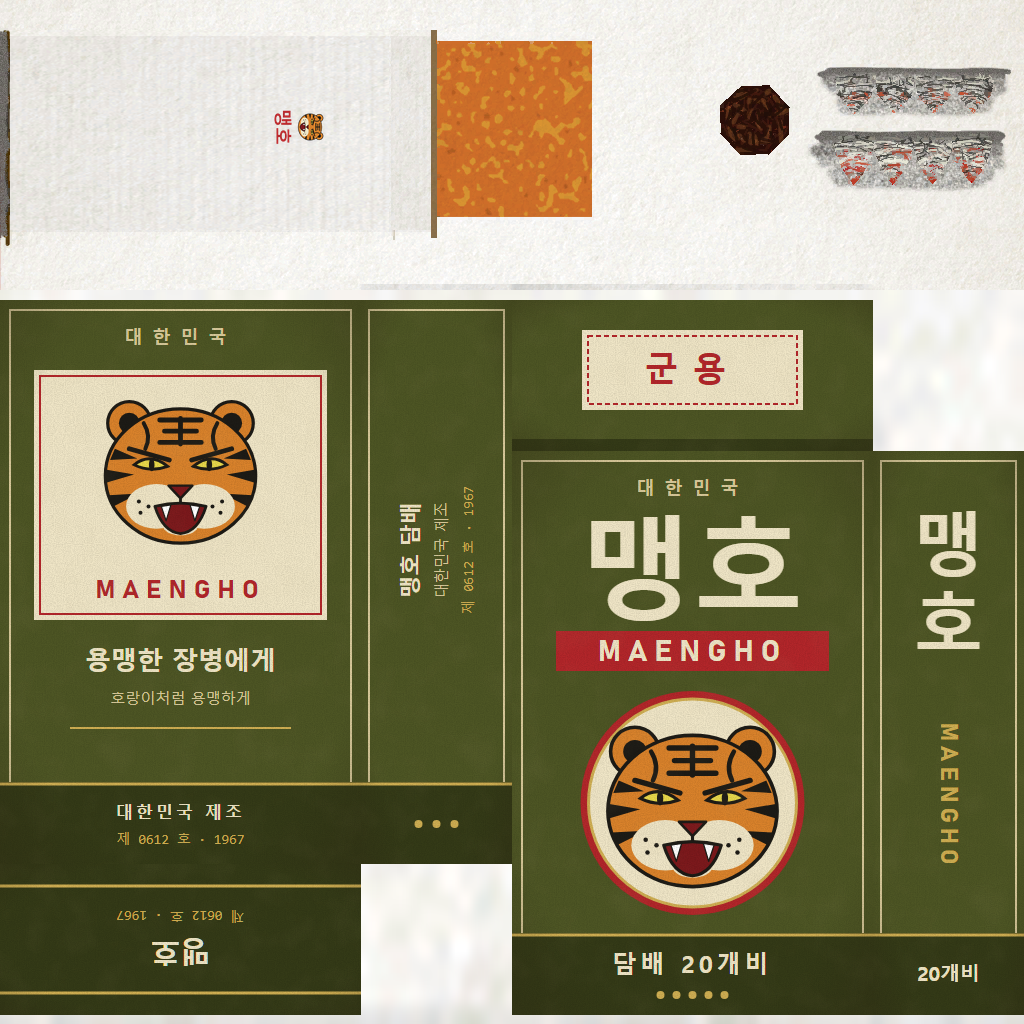 맹호
대한민국
MAENGHO
용맹한 장병에게
호랑이처럼 용맹하게
대한민국 제조
제 0612 호 · 1967
제 0612 호 · 1967
맹호
맹호 담배
대한민국 제조
제 0612 호 · 1967
군용
대한민국
맹호
MAENGHO
담배 20개비
맹호
MAENGHO
20개비